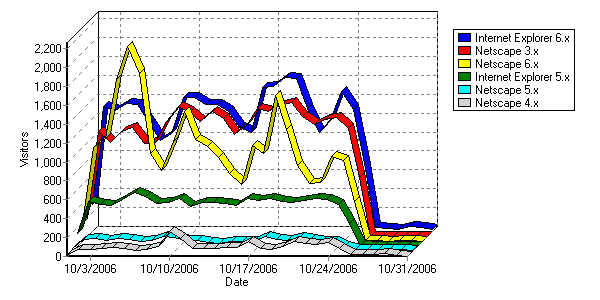 2,200
2,000
1,800
1,600
1,400
1,200
1,000
800
600
400
200
0
Visitors
10/3/2006 10/10/2006 10/17/2006 10/24/2006 10/31/2006
Date
Internet Explorer 6.x
Netscape 3.x
Netscape 6.x
Internet Explorer 5.x
Netscape 5.x
Netscape 4.x